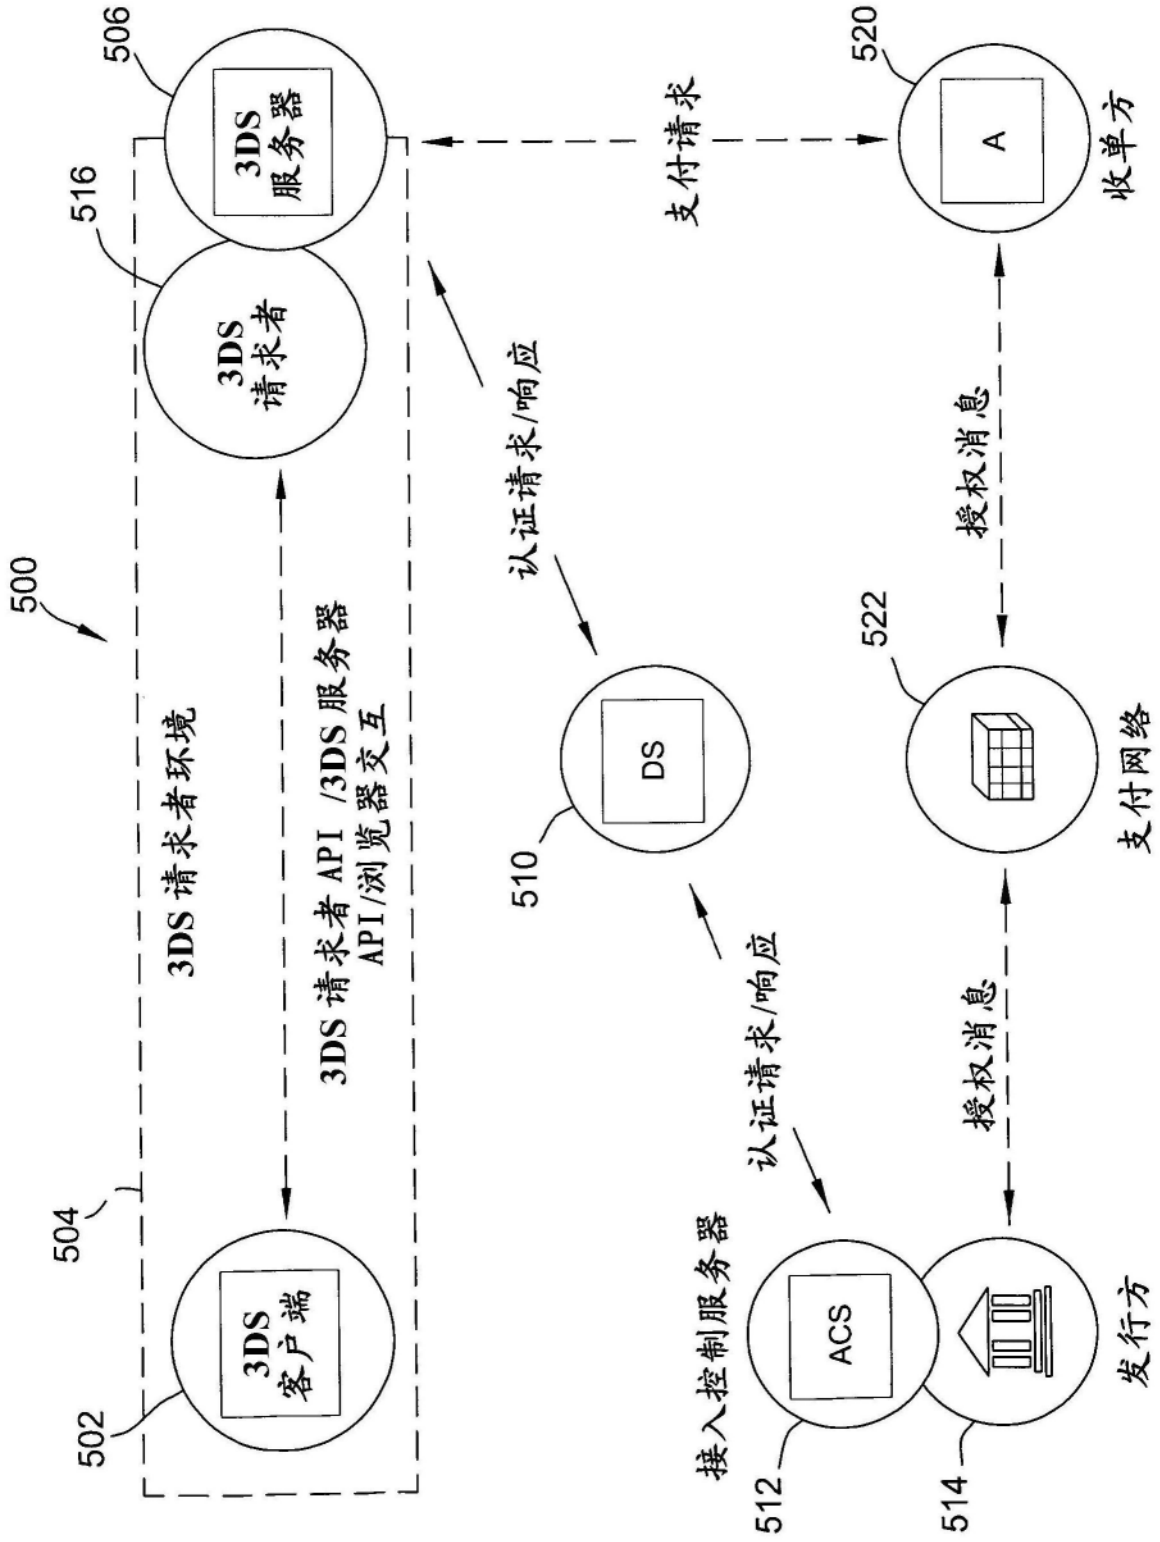 500
504
3DS 请求者环境
502
3DS
客户端
3DS 请求者 API /3DS 服务器
API/浏览器交互
516
3DS
请求者
506
3DS
服务器
接入控制服务器
512
ACS
认证请求/响应
510
DS
认证请求/响应
支付请求
514
发行方
授权消息
522
支付网络
授权消息
520
A
收单方